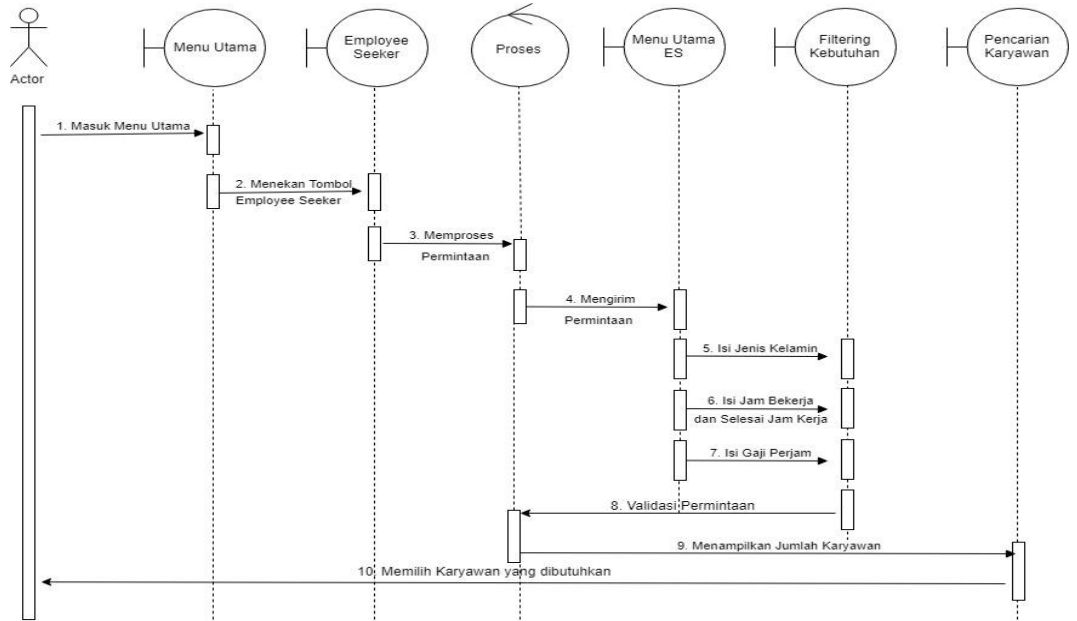 Actor
Menu Utama
Employee
Seeker
Proses
Menu Utama
ES
Filtering
Kebutuhan
Pencarian
Karyawan
1. Masuk Menu Utama
2. Menekan Tombol
Employee Seeker
3. Memproses
Permintaan
4. Mengirim
Permintaan
5. Isi Jenis Kelamin
6. Isi Jam Bekerja
dan Selesai Jam Kerja
7. Isi Gaji Perjam
8. Validasi Permintaan
9. Menampilkan Jumlah Karyawan
10. Memilih Karyawan yang dibutuhkan